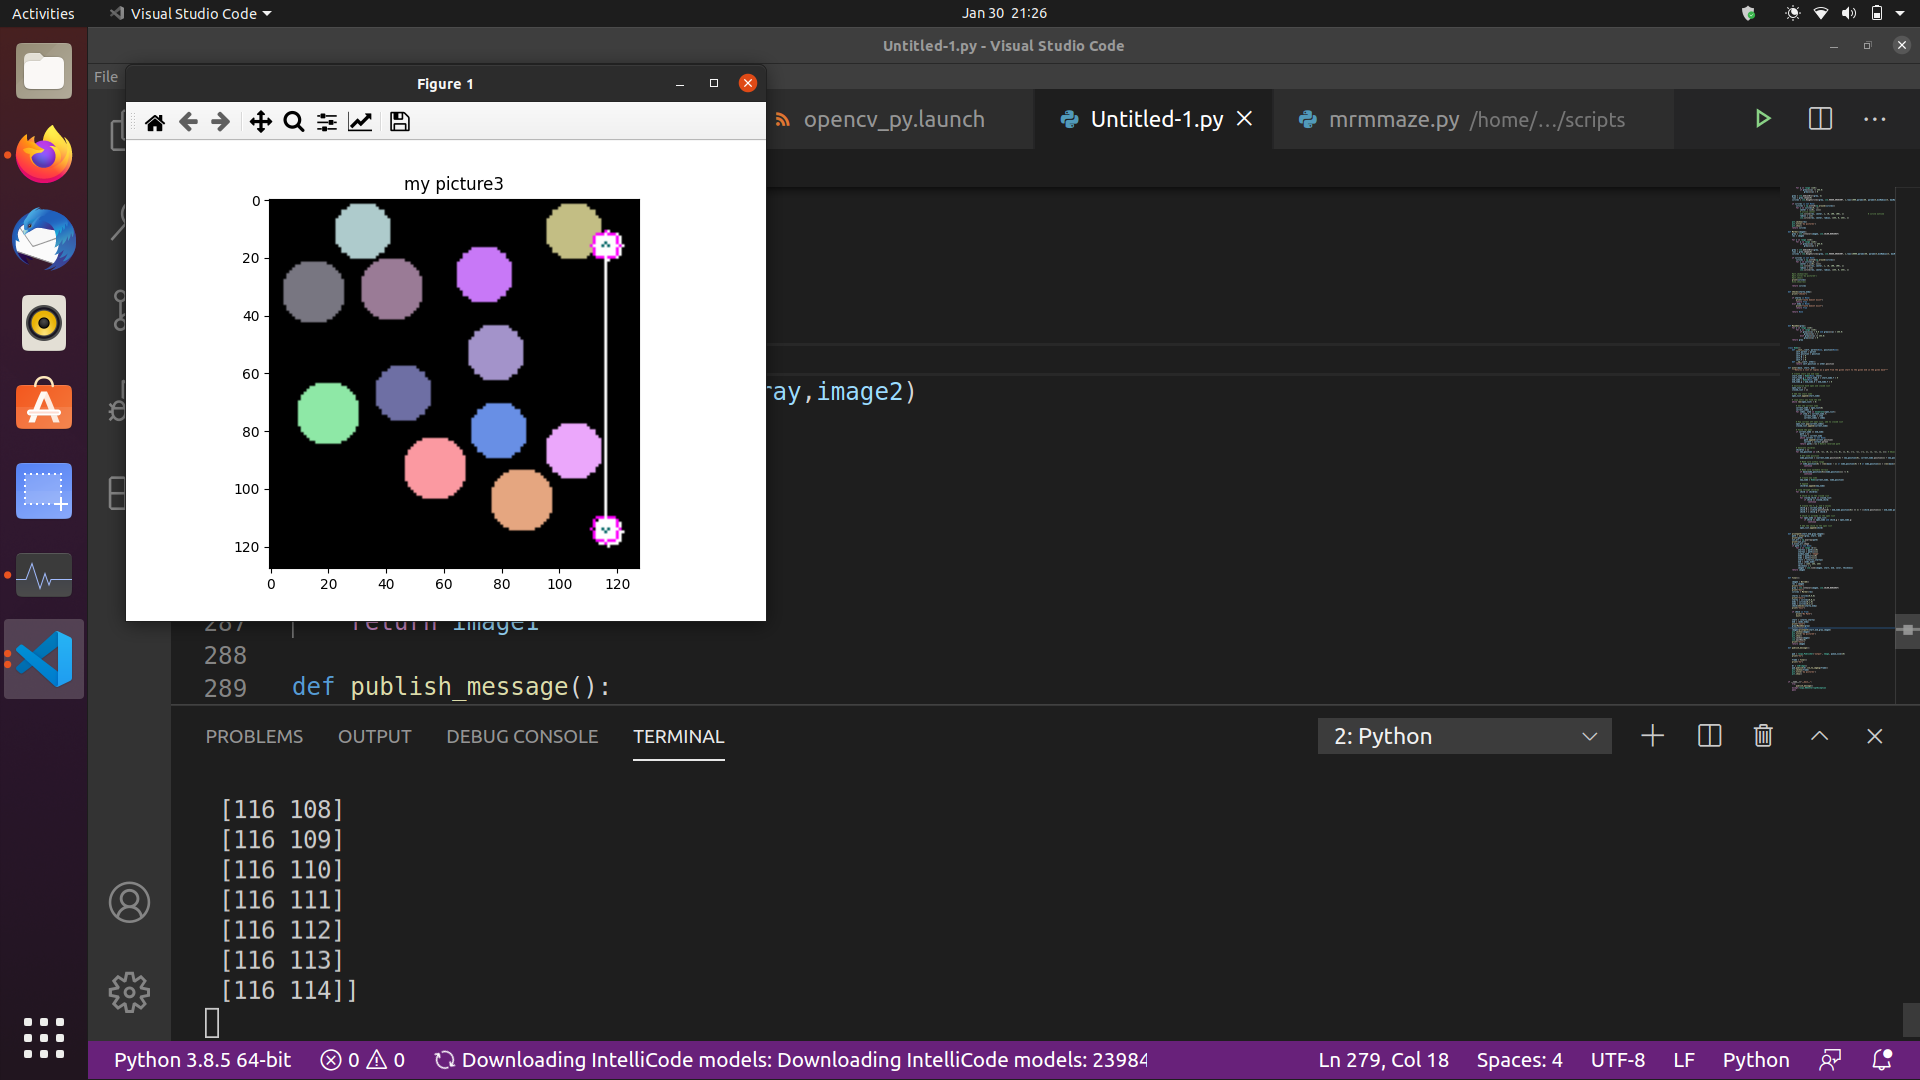 Activities
Visual Studio Code
Jan 30 21:26
Untitled-1.py - Visual Studio Code
File
Figure 1
opencv_py.launch
Untitled-1.py
mrmmaze.py /home/.../scripts
my picture3
0
20
40
60
80
100
120
0 20 40 60 80 100 120
ray,image2)
287 return image1
288
289 def publish_message():
PROBLEMS OUTPUT DEBUG CONSOLE TERMINAL
2: Python
[116 108]
[116 109]
[116 110]
[116 111]
[116 112]
[116 113]
[116 114]]
Python 3.8.5 64-bit 0 0 Downloading IntelliCode models: Downloading IntelliCode models: 23984
Ln 279, Col 18 Spaces: 4 UTF-8 LF Python